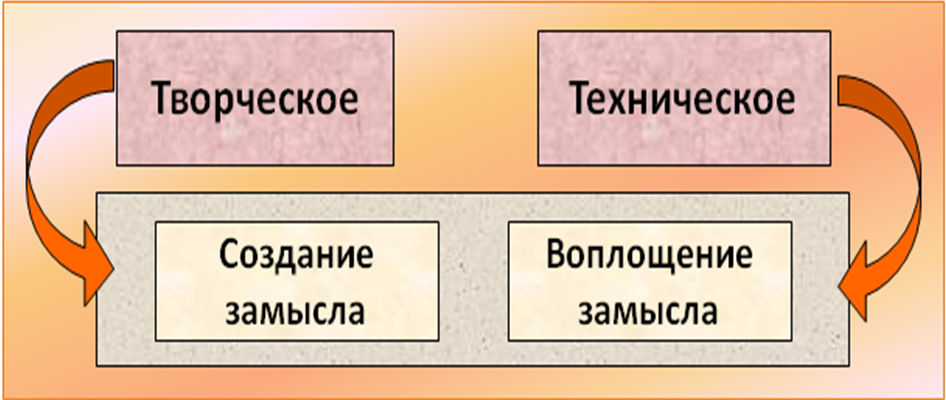 Творческое
Техническое
Создание
замысла
Воплощение
замысла